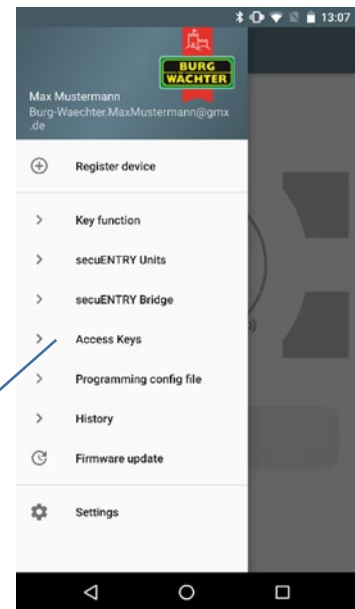 13:07
BURG
WÄCHTER
Max Mustermann
Burg-Waechter.MaxMustermann@gmx
.de
Register device
Key function
secuENTRY Units
secuENTRY Bridge
Access Keys
Programming config file
History
Firmware update
Settings